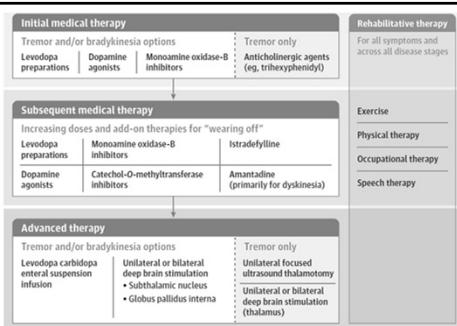 Initial medical therapy
Tremor and/or bradykinesia options
Levodopa
preparations
Dopamine
agonists
Monoamine oxidase-B
inhibitors
Tremor only
Anticholinergic agents
(eg, trihexyphenidyl)
Subsequent medical therapy
Increasing doses and add-on therapies for "wearing off"
Levodopa
preparations
Monoamine oxidase-B
inhibitors
Istradefylline
Dopamine
agonists
Catechol-O-methyltransferase
inhibitors
Amantadine
(primarily for dyskinesia)
Advanced therapy
Tremor and/or bradykinesia options
Levodopa carbidopa
enteral suspension
infusion
Unilateral or bilateral
deep brain stimulation
• Subthalamic nucleus
• Globus pallidus interna
Tremor only
Unilateral focused
ultrasound thalamotomy
Unilateral or bilateral
deep brain stimulation
(thalamus)
Rehabilitative therapy
For all symptoms and
across all disease stages
Exercise
Physical therapy
Occupational therapy
Speech therapy